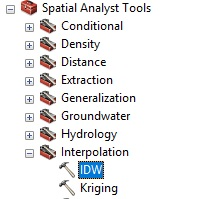 Spatial Analyst Tools
Conditional
Density
Distance
Extraction
Generalization
Groundwater
Hydrology
Interpolation
IDW
Kriging